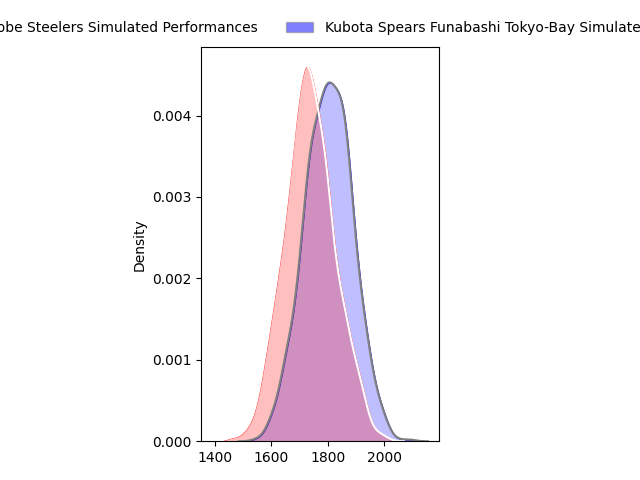 obe Steelers Simulated Performances
Kubota Spears Funabashi Tokyo-Bay Simulate
Density
0.004
0.003
0.002
0.001
0.000
1400 1600 1800 2000